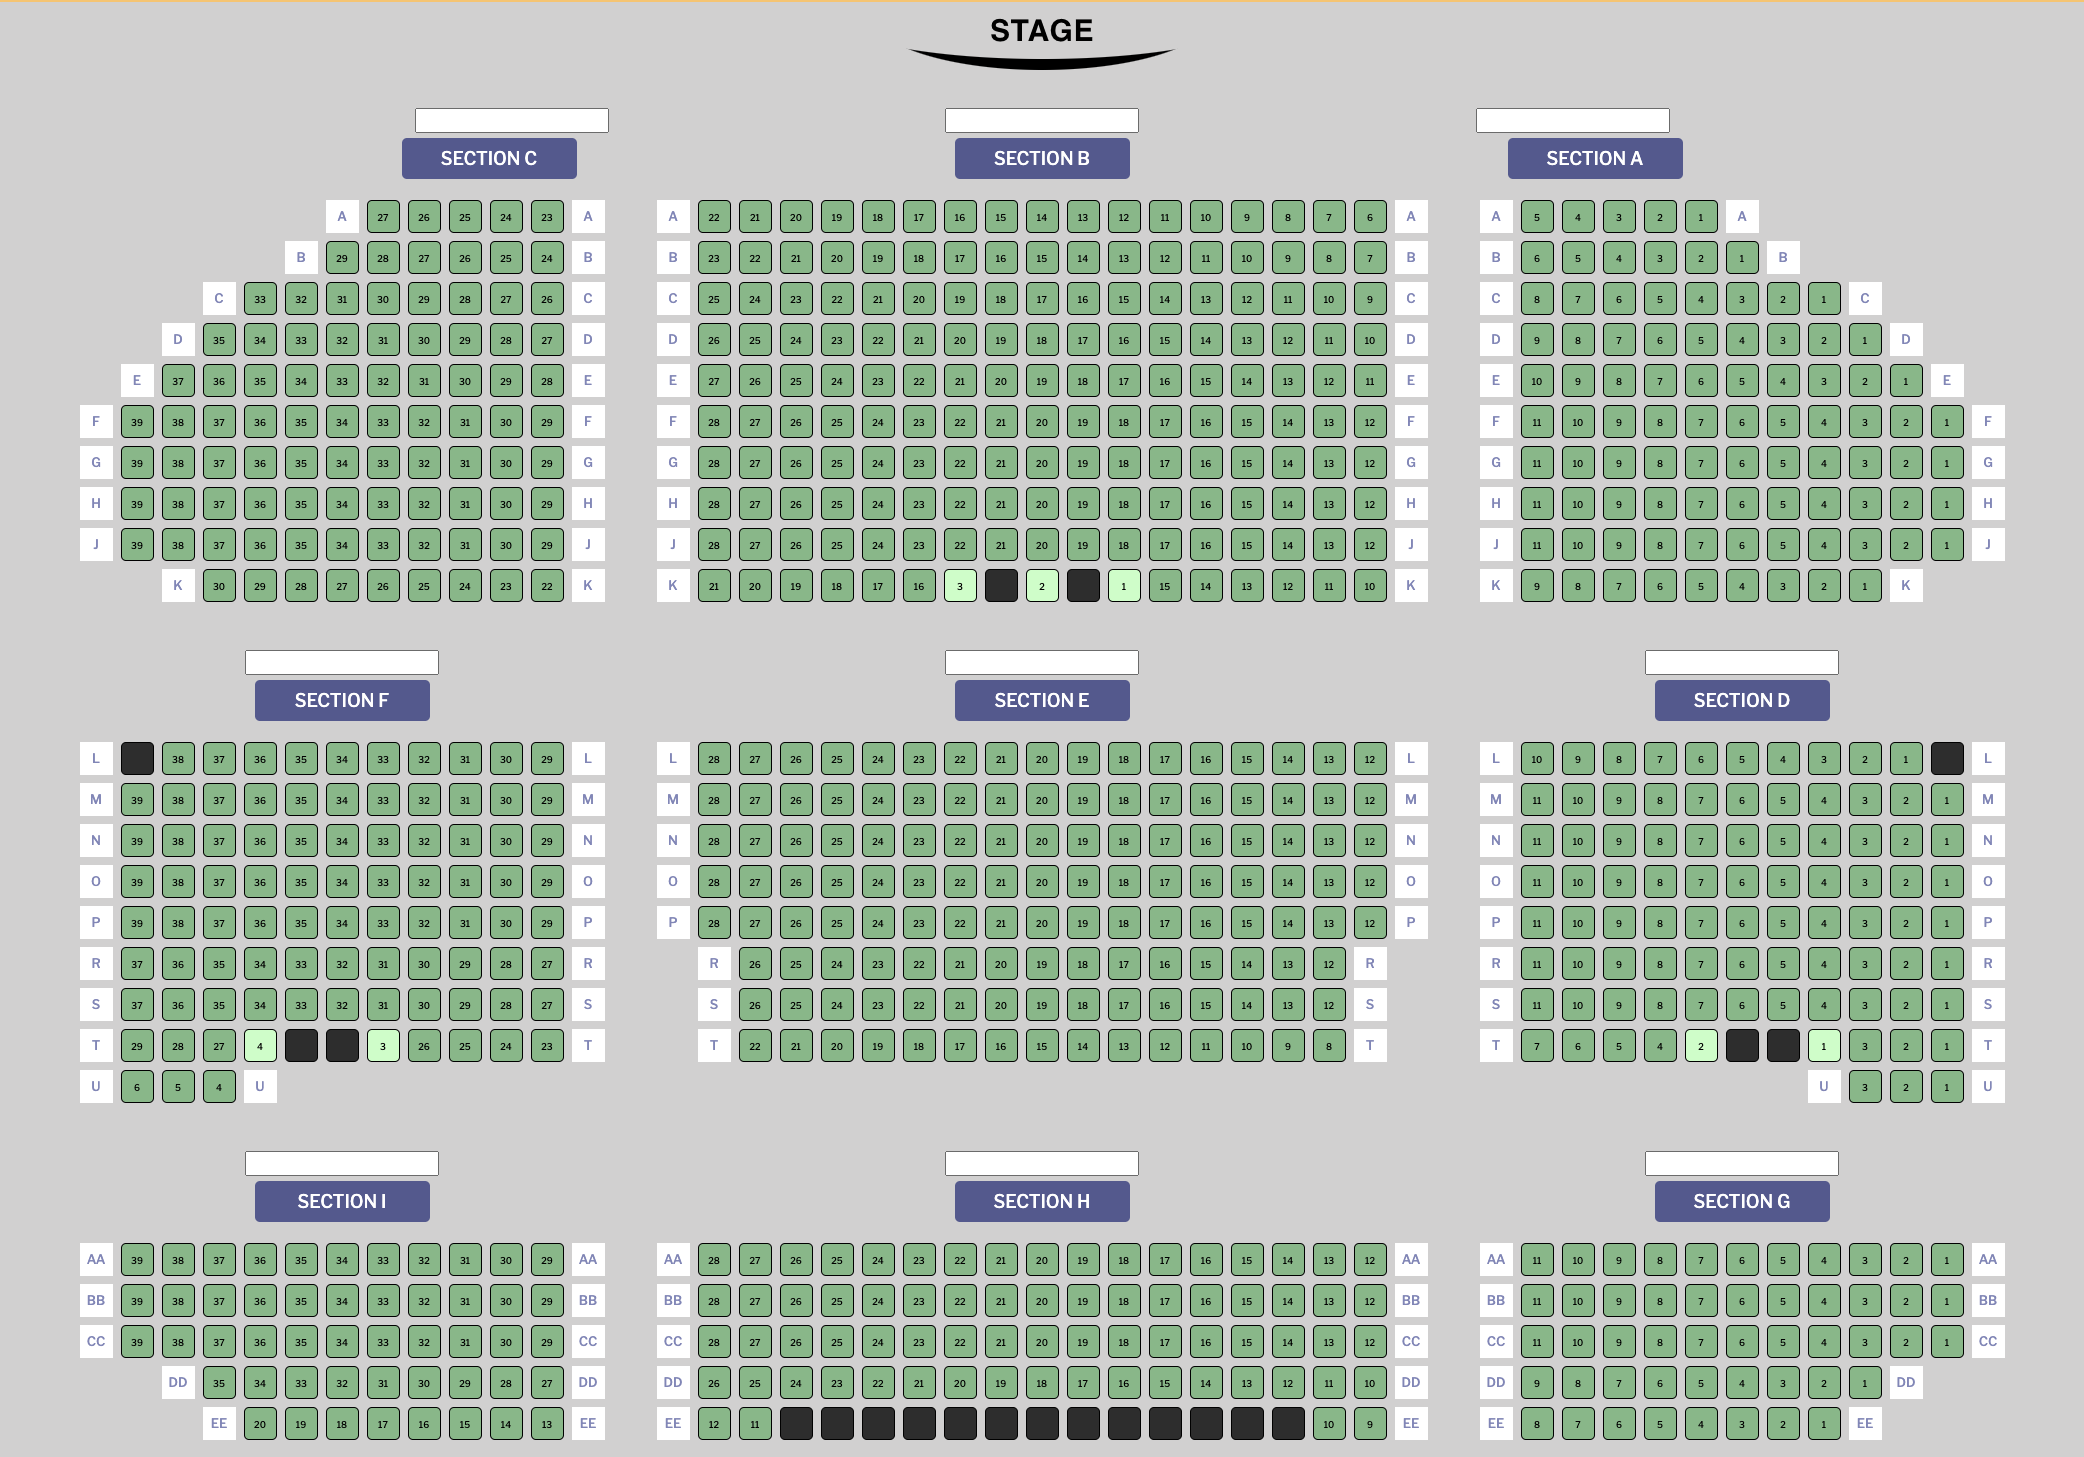 STAGE
SECTION C SECTION B SECTION A
A 27 26 25 24 23 A A 22 21 20 19 18 17 16 15 14 13 12 11 10 9 8 7 6 A A 5 4 3 2 1 A
B 29 28 27 26 25 24 B B 23 22 21 20 19 18 17 16 15 14 13 12 11 10 9 8 7 B B 6 5 4 3 2 1 B
C 33 32 31 30 29 28 27 26 C C 25 24 23 22 21 20 19 18 17 16 15 14 13 12 11 10 9 C C 8 7 6 5 4 3 2 1 C
D 35 34 33 32 31 30 29 28 27 D D 26 25 24 23 22 21 20 19 18 17 16 15 14 13 12 11 10 D D 9 8 7 6 5 4 3 2 1 D
E 37 36 35 34 33 32 31 30 29 28 E E 27 26 25 24 23 22 21 20 19 18 17 16 15 14 13 12 11 E E 10 9 8 7 6 5 4 3 2 1 E
F 39 38 37 36 35 34 33 32 31 30 29 F F 28 27 26 25 24 23 22 21 20 19 18 17 16 15 14 13 12 F F 11 10 9 8 7 6 5 4 3 2 1 F
G 39 38 37 36 35 34 33 32 31 30 29 G G 28 27 26 25 24 23 22 21 20 19 18 17 16 15 14 13 12 G G 11 10 9 8 7 6 5 4 3 2 1 G
H 39 38 37 36 35 34 33 32 31 30 29 H H 28 27 26 25 24 23 22 21 20 19 18 17 16 15 14 13 12 H H 11 10 9 8 7 6 5 4 3 2 1 H
J 39 38 37 36 35 34 33 32 31 30 29 J J 28 27 26 25 24 23 22 21 20 19 18 17 16 15 14 13 12 J J 11 10 9 8 7 6 5 4 3 2 1 J
K 30 29 28 27 26 25 24 23 22 K K 21 20 19 18 17 16 3 2 1 15 14 13 12 11 10 K K 9 8 7 6 5 4 3 2 1 K
SECTION F SECTION E SECTION D
L 38 37 36 35 34 33 32 31 30 29 L L 28 27 26 25 24 23 22 21 20 19 18 17 16 15 14 13 12 L L 10 9 8 7 6 5 4 3 2 1 L
M 39 38 37 36 35 34 33 32 31 30 29 M M 28 27 26 25 24 23 22 21 20 19 18 17 16 15 14 13 12 M M 11 10 9 8 7 6 5 4 3 2 1 M
N 39 38 37 36 35 34 33 32 31 30 29 N N 28 27 26 25 24 23 22 21 20 19 18 17 16 15 14 13 12 N N 11 10 9 8 7 6 5 4 3 2 1 N
O 39 38 37 36 35 34 33 32 31 30 29 O O 28 27 26 25 24 23 22 21 20 19 18 17 16 15 14 13 12 O O 11 10 9 8 7 6 5 4 3 2 1 O
P 39 38 37 36 35 34 33 32 31 30 29 P P 28 27 26 25 24 23 22 21 20 19 18 17 16 15 14 13 12 P P 11 10 9 8 7 6 5 4 3 2 1 P
R 37 36 35 34 33 32 31 30 29 28 27 R R 26 25 24 23 22 21 20 19 18 17 16 15 14 13 12 R R 11 10 9 8 7 6 5 4 3 2 1 R
S 37 36 35 34 33 32 31 30 29 28 27 S S 26 25 24 23 22 21 20 19 18 17 16 15 14 13 12 S S 11 10 9 8 7 6 5 4 3 2 1 S
T 29 28 27 4 3 26 25 24 23 T T 22 21 20 19 18 17 16 15 14 13 12 11 10 9 8 T T 7 6 5 4 2 1 3 2 1 T
U 6 5 4 U U 3 2 1 U
SECTION I SECTION H SECTION G
AA 39 38 37 36 35 34 33 32 31 30 29 AA AA 28 27 26 25 24 23 22 21 20 19 18 17 16 15 14 13 12 AA AA 11 10 9 8 7 6 5 4 3 2 1 AA
BB 39 38 37 36 35 34 33 32 31 30 29 BB BB 28 27 26 25 24 23 22 21 20 19 18 17 16 15 14 13 12 BB BB 11 10 9 8 7 6 5 4 3 2 1 BB
CC 39 38 37 36 35 34 33 32 31 30 29 CC CC 28 27 26 25 24 23 22 21 20 19 18 17 16 15 14 13 12 CC CC 11 10 9 8 7 6 5 4 3 2 1 CC
DD 35 34 33 32 31 30 29 28 27 DD DD 26 25 24 23 22 21 20 19 18 17 16 15 14 13 12 11 10 DD DD 9 8 7 6 5 4 3 2 1 DD
EE 20 19 18 17 16 15 14 13 EE EE 12 11 10 9 EE EE 8 7 6 5 4 3 2 1 EE